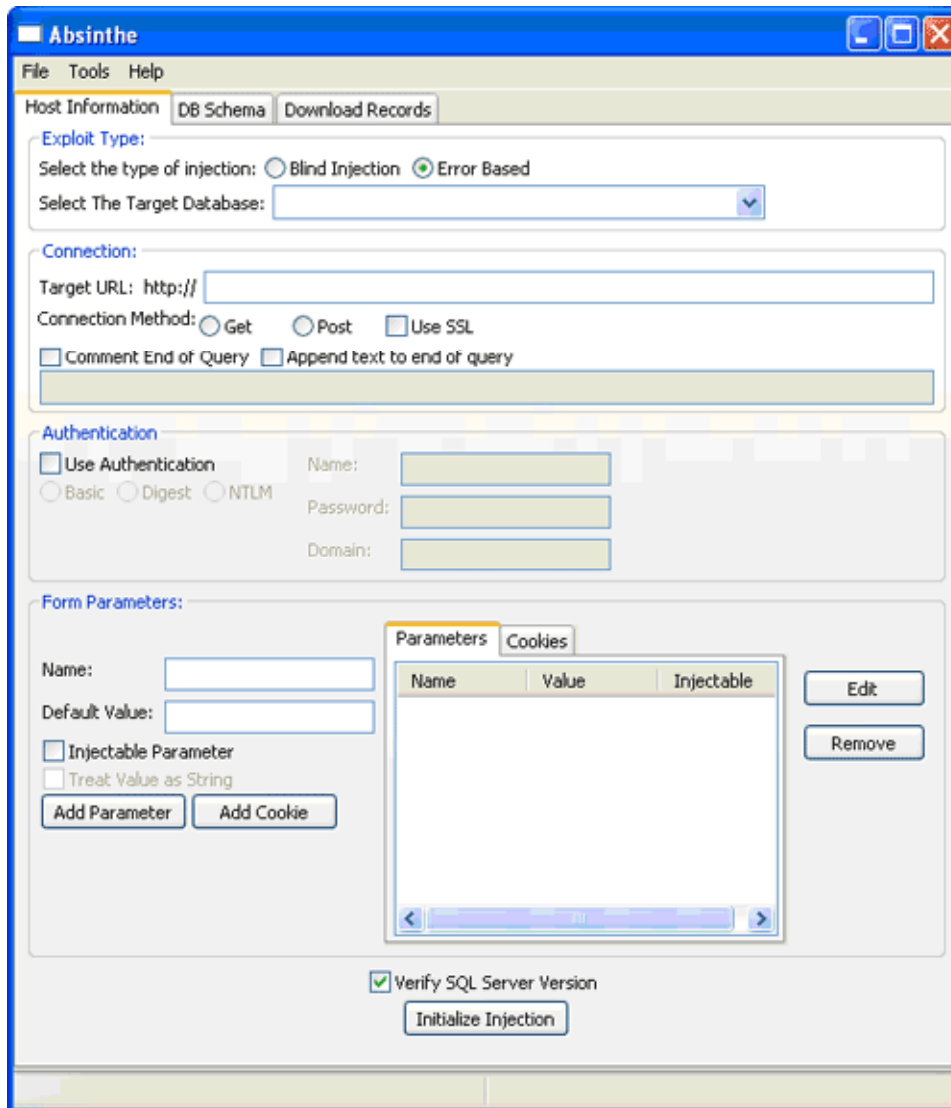 Absinthe
File Tools Help
Host Information DB Schema Download Records
Exploit Type:
Select the type of injection: Blind Injection Error Based
Select The Target Database:
Connection:
Target URL: http://
Connection Method: Get Post Use SSL
Comment End of Query Append text to end of query
Authentication
Use Authentication Name:
Basic Digest NTLM
Password:
Domain:
Form Parameters:
Parameters Cookies
Name: Name Value Injectable Edit
Default Value:
Remove
Injectable Parameter
Treat Value as String
Add Parameter Add Cookie
Verify SQL Server Version
Initialize Injection